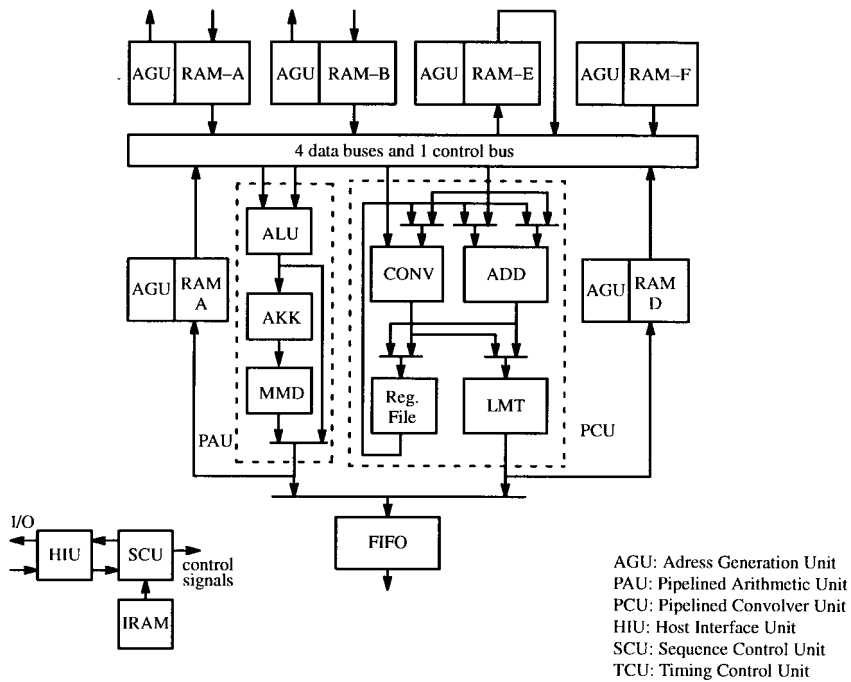 AGU RAM–A AGU RAM–B AGU RAM–E AGU RAM–F
4 data buses and 1 control bus
ALU
CONV ADD
AGU RAM A
AGU RAM D
AKK
MMD
Reg. File
LMT
PAU
PCU
I/O
HIU SCU
control signals
FIFO
IRAM
AGU: Adress Generation Unit
PAU: Pipelined Arithmetic Unit
PCU: Pipelined Convolver Unit
HIU: Host Interface Unit
SCU: Sequence Control Unit
TCU: Timing Control Unit